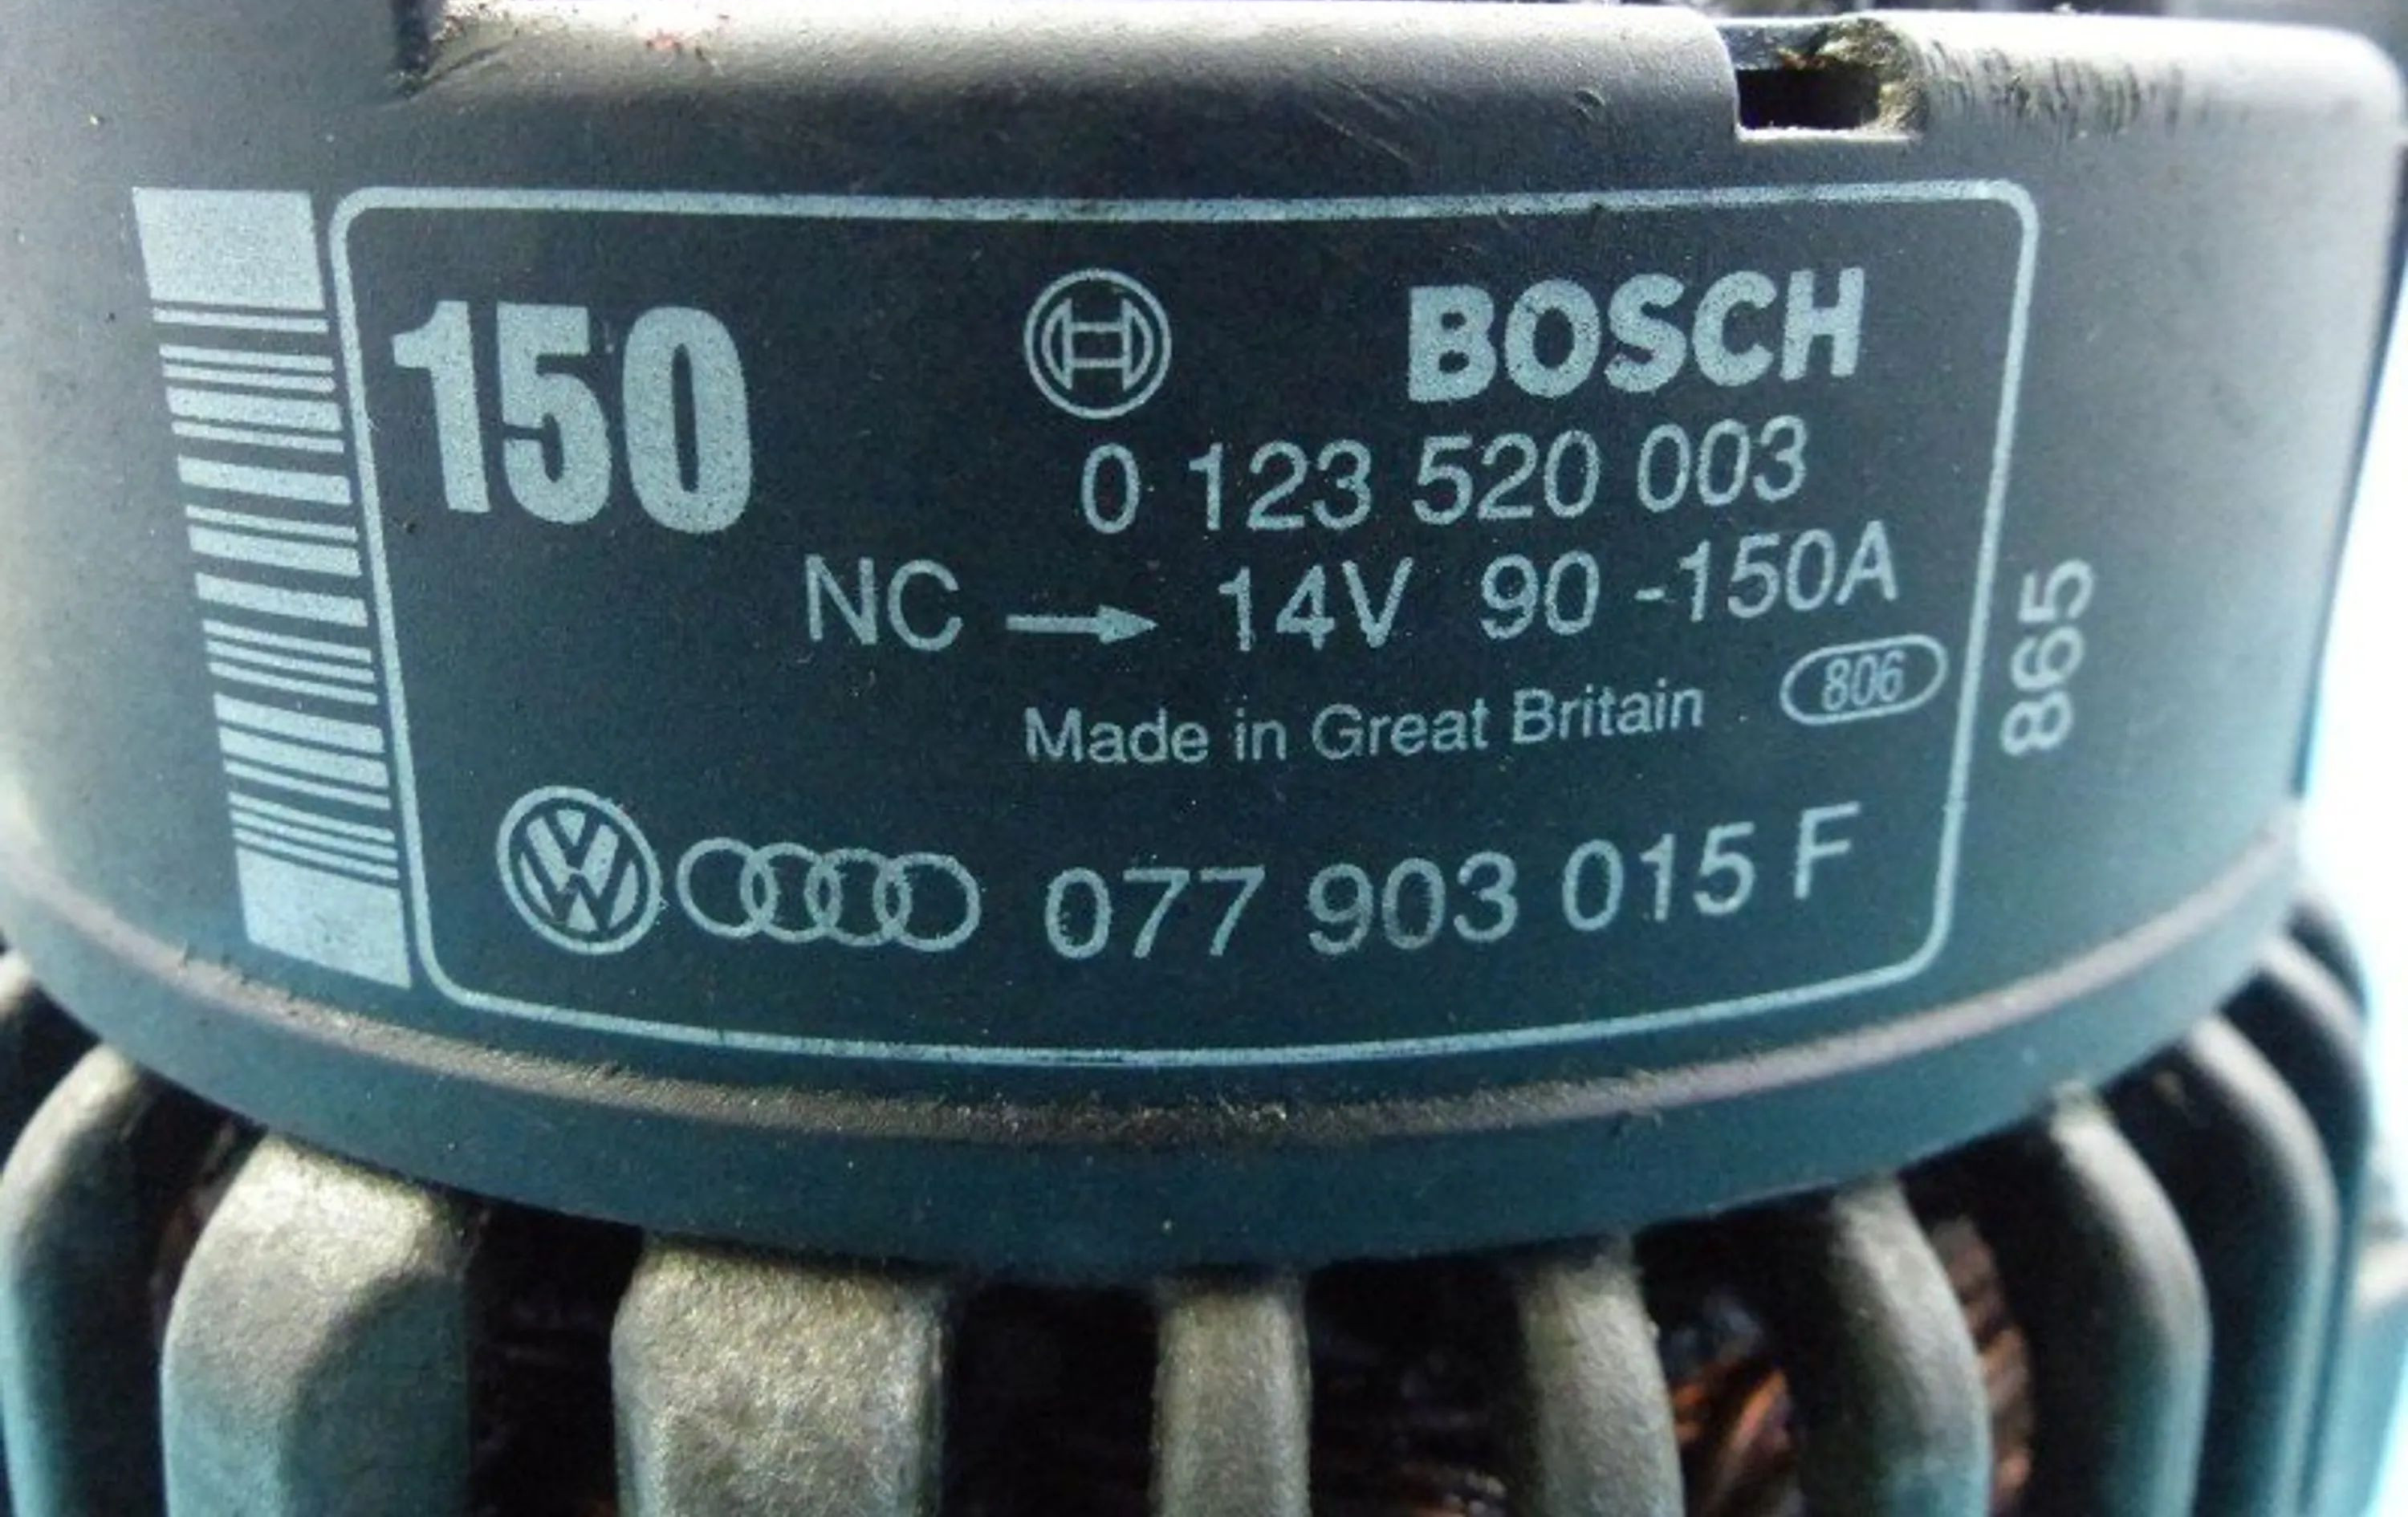 150
BOSCH
0 123 520 003
NC → 14V 90 -150A
Made in Great Britain 806
077 903 015 F
865